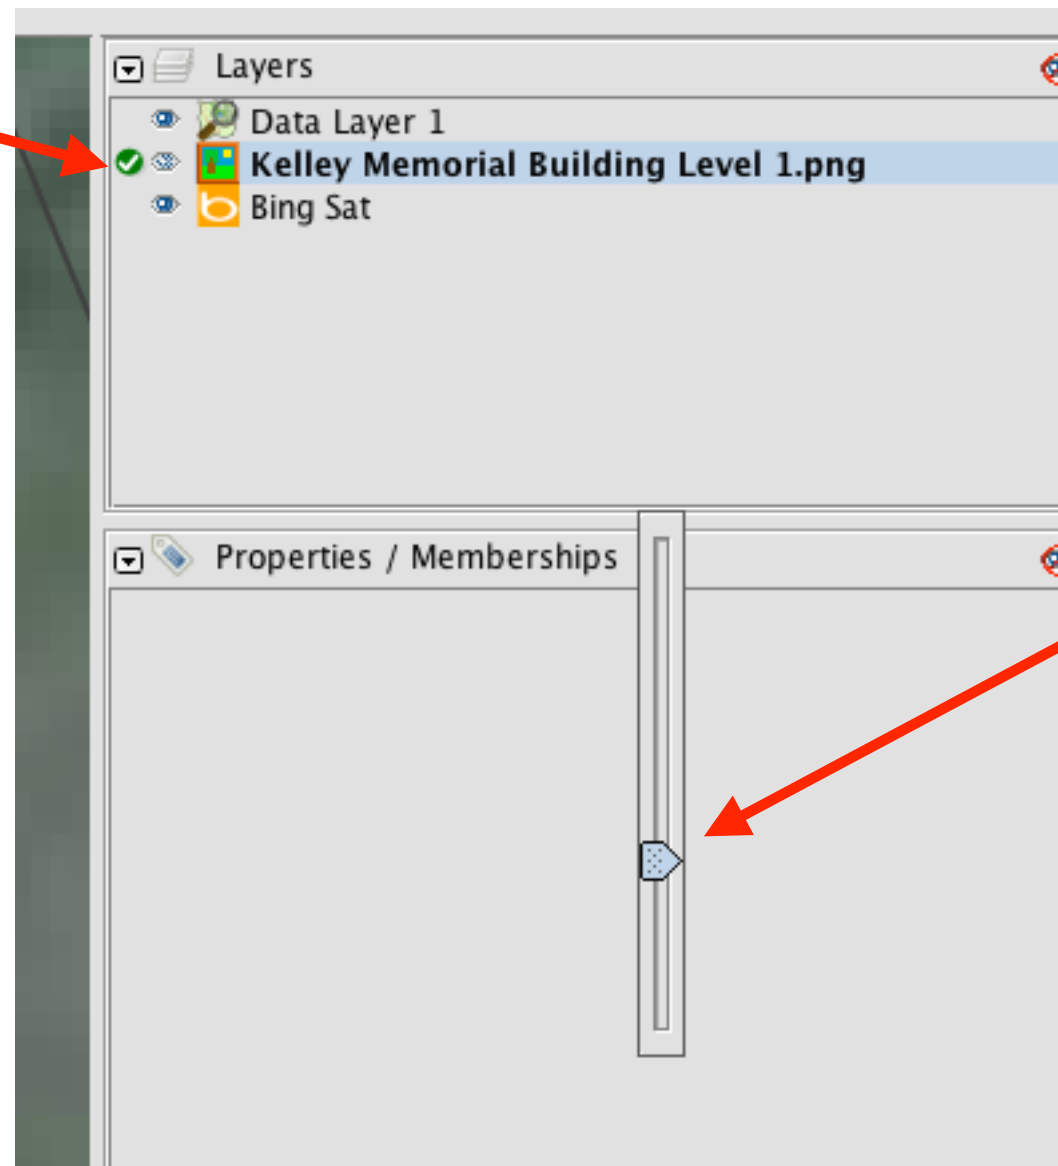 Layers
Data Layer 1
Kelley Memorial Building Level 1.png
Bing Sat
Properties / Memberships